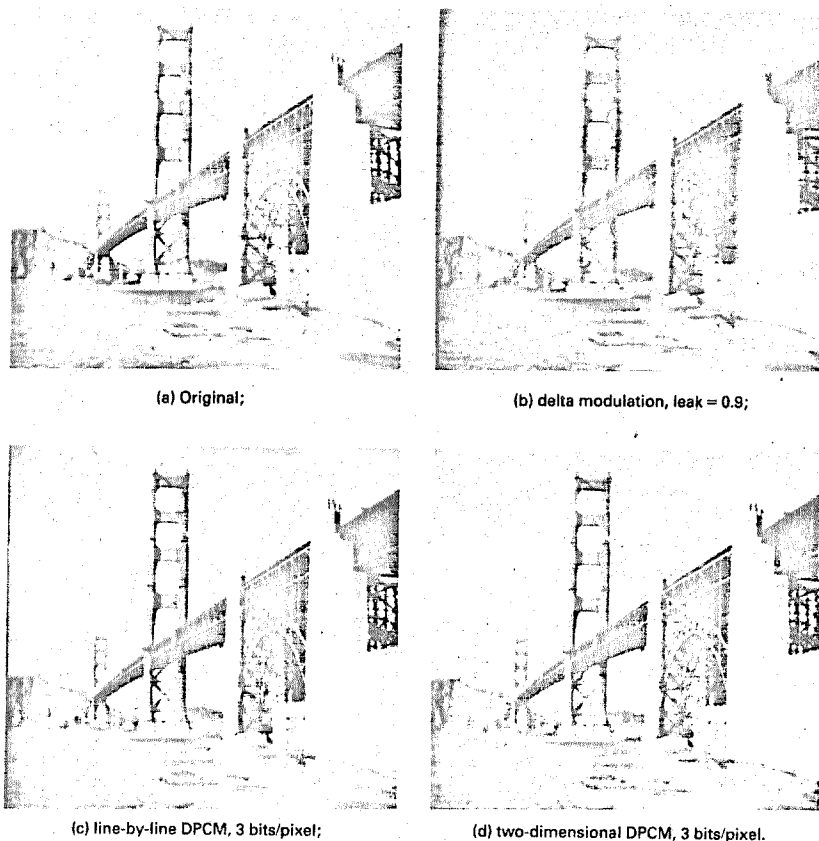 (a) Original;
(b) delta modulation, leak = 0.9;
(c) line-by-line DPCM, 3 bits/pixel;
(d) two-dimensional DPCM, 3 bits/pixel.